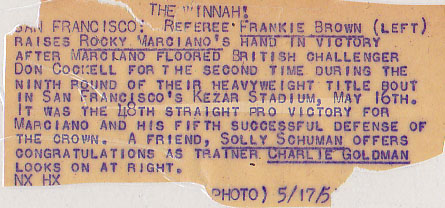 THE WINNAH!
SAN FRANCISCO: REFEREE FRANKIE BROWN (LEFT)
RAISES ROCKY MARCIANO'S HAND IN VICTORY
AFTER MARCIANO FLOORED BRITISH CHALLENGER
DON COCKELL FOR THE SECOND TIME DURING THE
NINTH ROUND OF THEIR HEAVYWEIGHT TITLE BOUT
IN SAN FRANCISCO'S KEZAR STADIUM, MAY 16TH.
IT WAS THE 48TH STRAIGHT PRO VICTORY FOR
MARCIANO AND HIS FIFTH SUCCESSFUL DEFENSE OF
THE CROWN. A FRIEND, SOLLY SCHUMAN OFFERS
CONGRATULATIONS AS TRAINER CHARLIE GOLDMAN
LOOKS ON AT RIGHT.
NX HX
PHOTO) 5/17/5